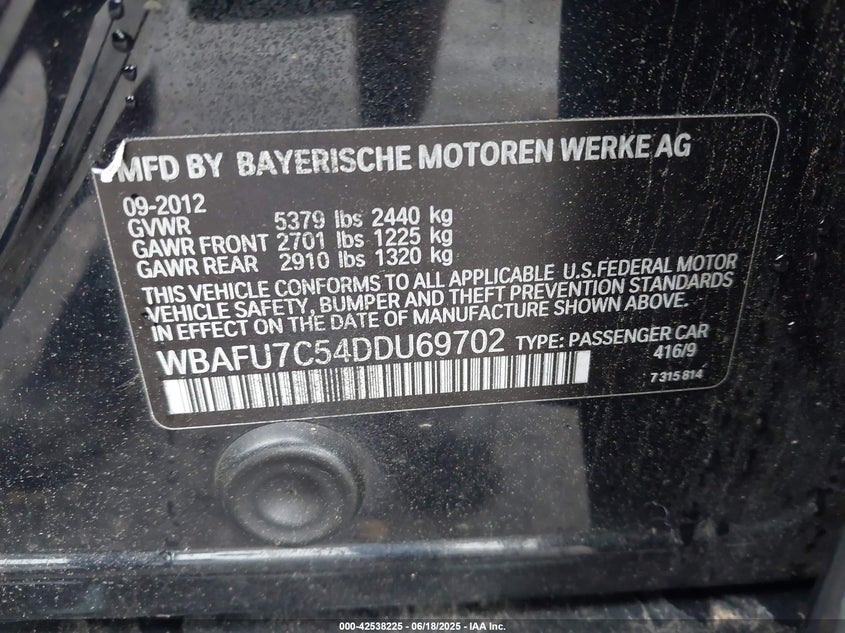 MFD BY BAYERISCHE MOTOREN WERKE AG
09-2012
GVWR 5379 lbs 2440 kg
GAWR FRONT 2701 lbs 1225 kg
GAWR REAR 2910 lbs 1320 kg
THIS VEHICLE CONFORMS TO ALL APPLICABLE U.S.FEDERAL MOTOR
VEHICLE SAFETY, BUMPER AND THEFT PREVENTION STANDARDS
IN EFFECT ON THE DATE OF MANUFACTURE SHOWN ABOVE.
WBAFU7C54DDU69702 TYPE: PASSENGER CAR
416/9
7 315 814
000-42538225 - 06/18/2025 - IAA Inc.